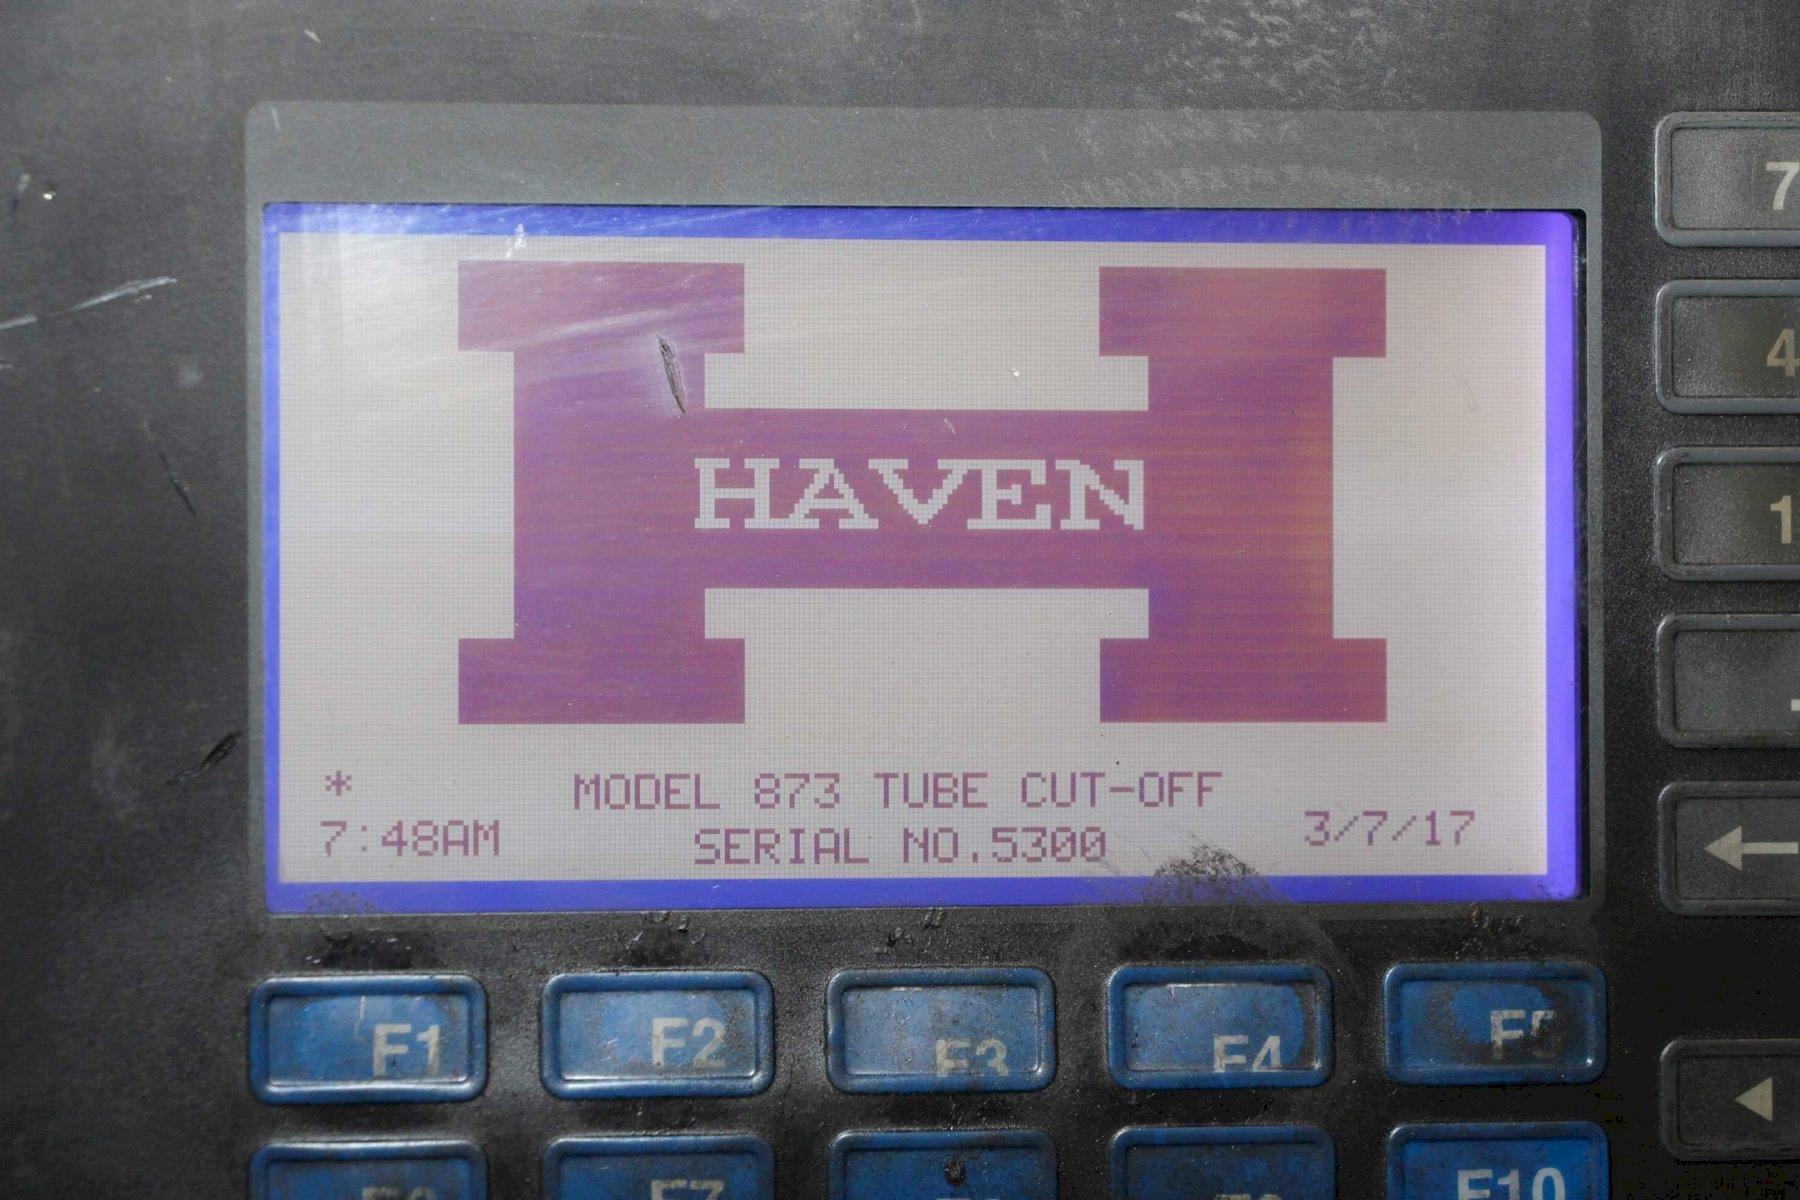 HAVEN
*
MODEL 873 TUBE CUT-OFF
7:48AM
SERIAL NO.5300
3/7/17
7
4
1
.
F1
F2
F3
F4
F5
F7
F10